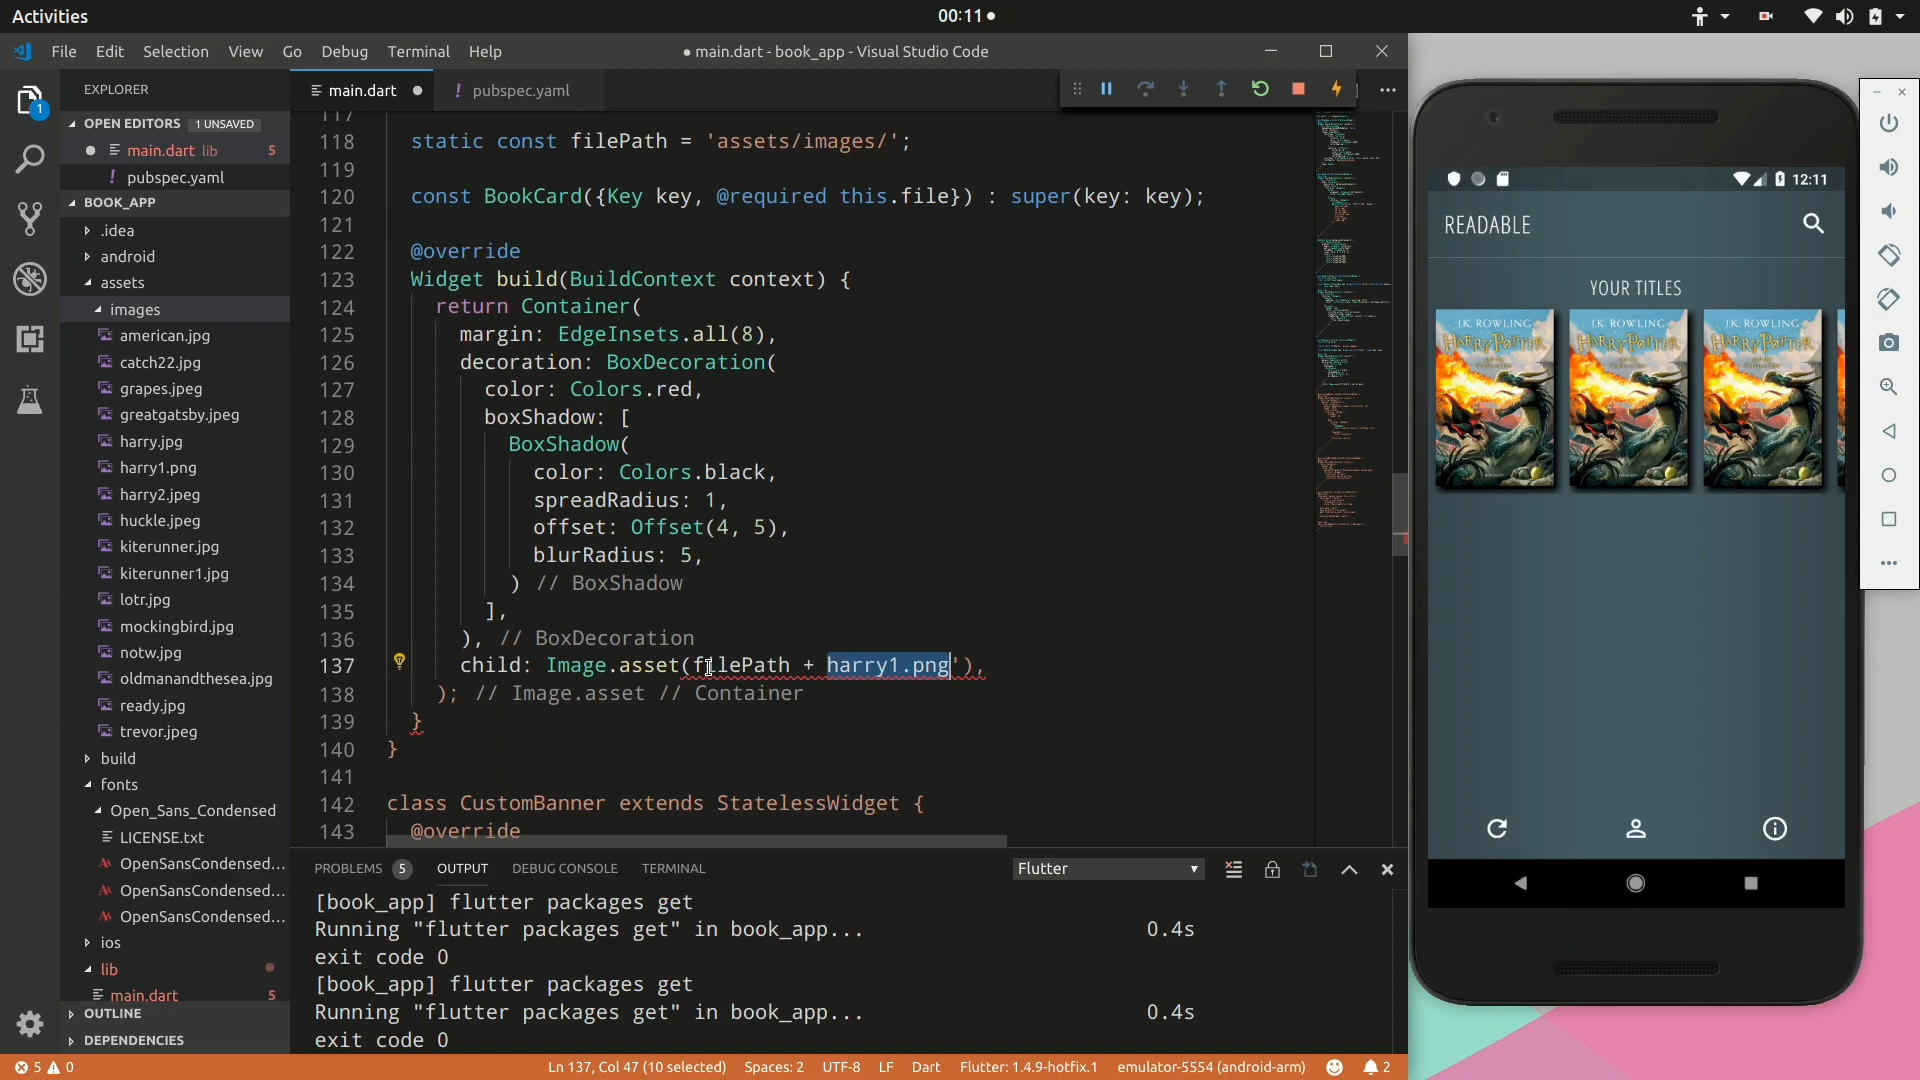 Activities
00:11
File Edit Selection View Go Debug Terminal Help
● main.dart - book_app - Visual Studio Code
EXPLORER
OPEN EDITORS 1 UNSAVED
main.dart lib 5
pubspec.yaml
BOOK_APP
.idea
android
assets
images
american.jpg
catch22.jpg
grapes.jpeg
greatgatsby.jpeg
harry.jpg
harry1.png
harry2.jpeg
huckle.jpeg
kiterunner.jpg
kiterunner1.jpg
lotr.jpg
mockingbird.jpg
notw.jpg
oldmanandthesea.jpg
ready.jpg
trevor.jpeg
build
fonts
Open_Sans_Condensed
LICENSE.txt
OpenSansCondensed...
OpenSansCondensed...
OpenSansCondensed...
ios
lib
main.dart 5
OUTLINE
DEPENDENCIES
1
main.dart
pubspec.yaml
117
118 static const filePath = 'assets/images/';
119
120 const BookCard({Key key, @required this.file}) : super(key: key);
121
122 @override
123 Widget build(BuildContext context) {
124 return Container(
125 margin: EdgeInsets.all(8),
126 decoration: BoxDecoration(
127 color: Colors.red,
128 boxShadow: [
129 BoxShadow(
130 color: Colors.black,
131 spreadRadius: 1,
132 offset: Offset(4, 5),
133 blurRadius: 5,
134 ) // BoxShadow
135 ],
136 ), // BoxDecoration
137 child: Image.asset(filePath + harry1.png'),
138 ); // Image.asset // Container
139 }
140 }
141
142 class CustomBanner extends StatelessWidget {
143 @override
PROBLEMS 5 OUTPUT DEBUG CONSOLE TERMINAL
Flutter
[book_app] flutter packages get
Running "flutter packages get" in book_app... 0.4s
exit code 0
[book_app] flutter packages get
Running "flutter packages get" in book_app... 0.4s
exit code 0
5 0
Ln 137, Col 47 (10 selected) Spaces: 2 UTF-8 LF Dart Flutter: 1.4.9-hotfix.1 emulator-5554 (android-arm) 2
12:11
READABLE
YOUR TITLES
J.K. ROWLING
HARRY POTTER
J.K. ROWLING
HARRY POTTER
J.K. ROWLING
HARRY POTTER